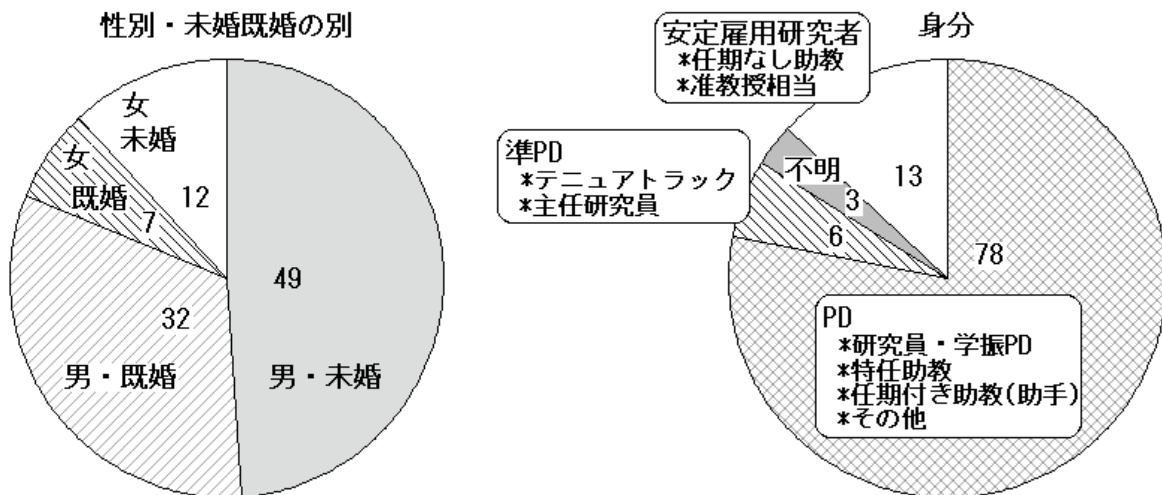 性別・未婚既婚の別
女
未婚
12
女
既婚
7
32
男・既婚
49
男・未婚
身分
安定雇用研究者
*任期なし助教
*准教授相当
準PD
*テニュアトラック
*主任研究員
不明
3
13
6
78
PD
*研究員・学振PD
*特任助教
*任期付き助教(助手)
*その他